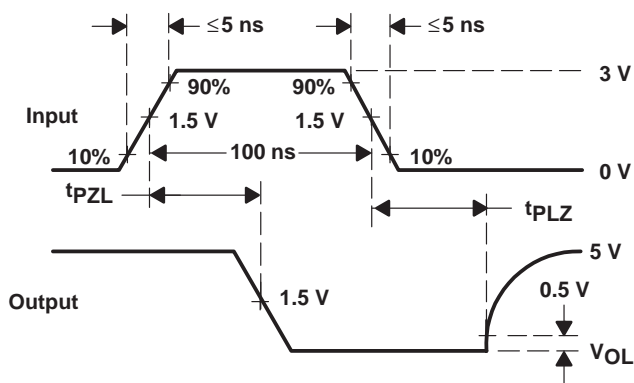 ≤5 ns ≤5 ns
90% 90% 3 V
Input 1.5 V 1.5 V
10% 100 ns 10% 0 V
tPZL tPLZ
5 V
Output 1.5 V 0.5 V
VOL